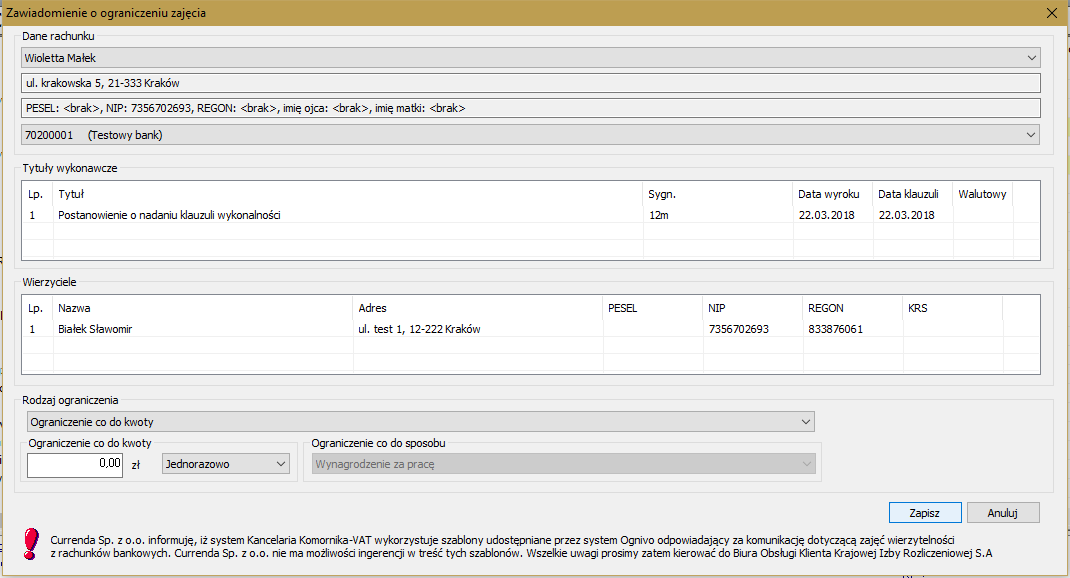 Zawiadomienie o ograniczeniu zajęcia
Dane rachunku
Wioletta Małek
ul. krakowska 5, 21-333 Kraków
PESEL: <brak>, NIP: 7356702693, REGON: <brak>, imię ojca: <brak>, imię matki: <brak>
70200001 (Testowy bank)
Tytuły wykonawcze
Lp. Tytuł Sygn. Data wyroku Data klauzuli Walutowy
1 Postanowienie o nadaniu klauzuli wykonalności 12m 22.03.2018 22.03.2018
Wierzyciele
Lp. Nazwa Adres PESEL NIP REGON KRS
1 Białek Sławomir ul. test 1, 12-222 Kraków 7356702693 833876061
Rodzaj ograniczenia
Ograniczenie co do kwoty
Ograniczenie co do kwoty Ograniczenie co do sposobu
0,00 zł Jednorazowo Wynagrodzenie za pracę
Zapisz Anuluj
Currenda Sp. z o.o. informuję, iż system Kancelaria Komornika-VAT wykorzystuje szablony udostępniane przez system Ognivo odpowiadający za komunikację dotyczącą zajęć wierzytelności
z rachunków bankowych. Currenda Sp. z o.o. nie ma możliwości ingerencji w treść tych szablonów. Wszelkie uwagi prosimy zatem kierować do Biura Obsługi Klienta Krajowej Izby Rozliczeniowej S.A